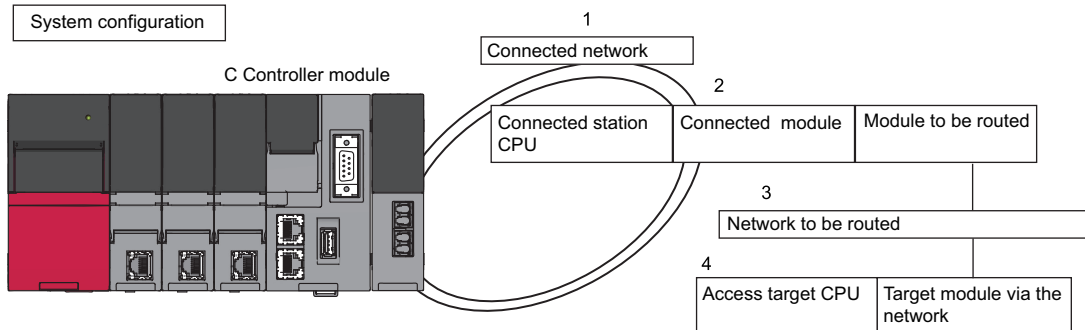 System configuration
1
Connected network
C Controller module
2
Connected station
CPU
Connected module
Module to be routed
3
Network to be routed
4
Access target CPU
Target module via the
network